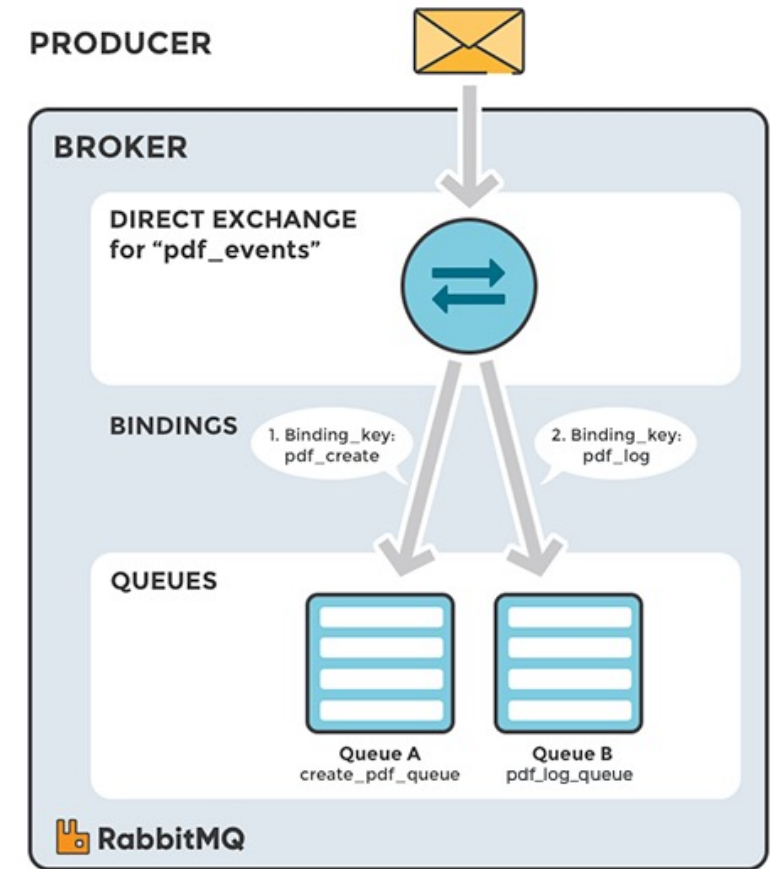 PRODUCER
BROKER
DIRECT EXCHANGE
for “pdf_events”
BINDINGS
1. Binding_key:
pdf_create
2. Binding_key:
pdf_log
QUEUES
Queue A
create_pdf_queue
Queue B
pdf_log_queue
RabbitMQ